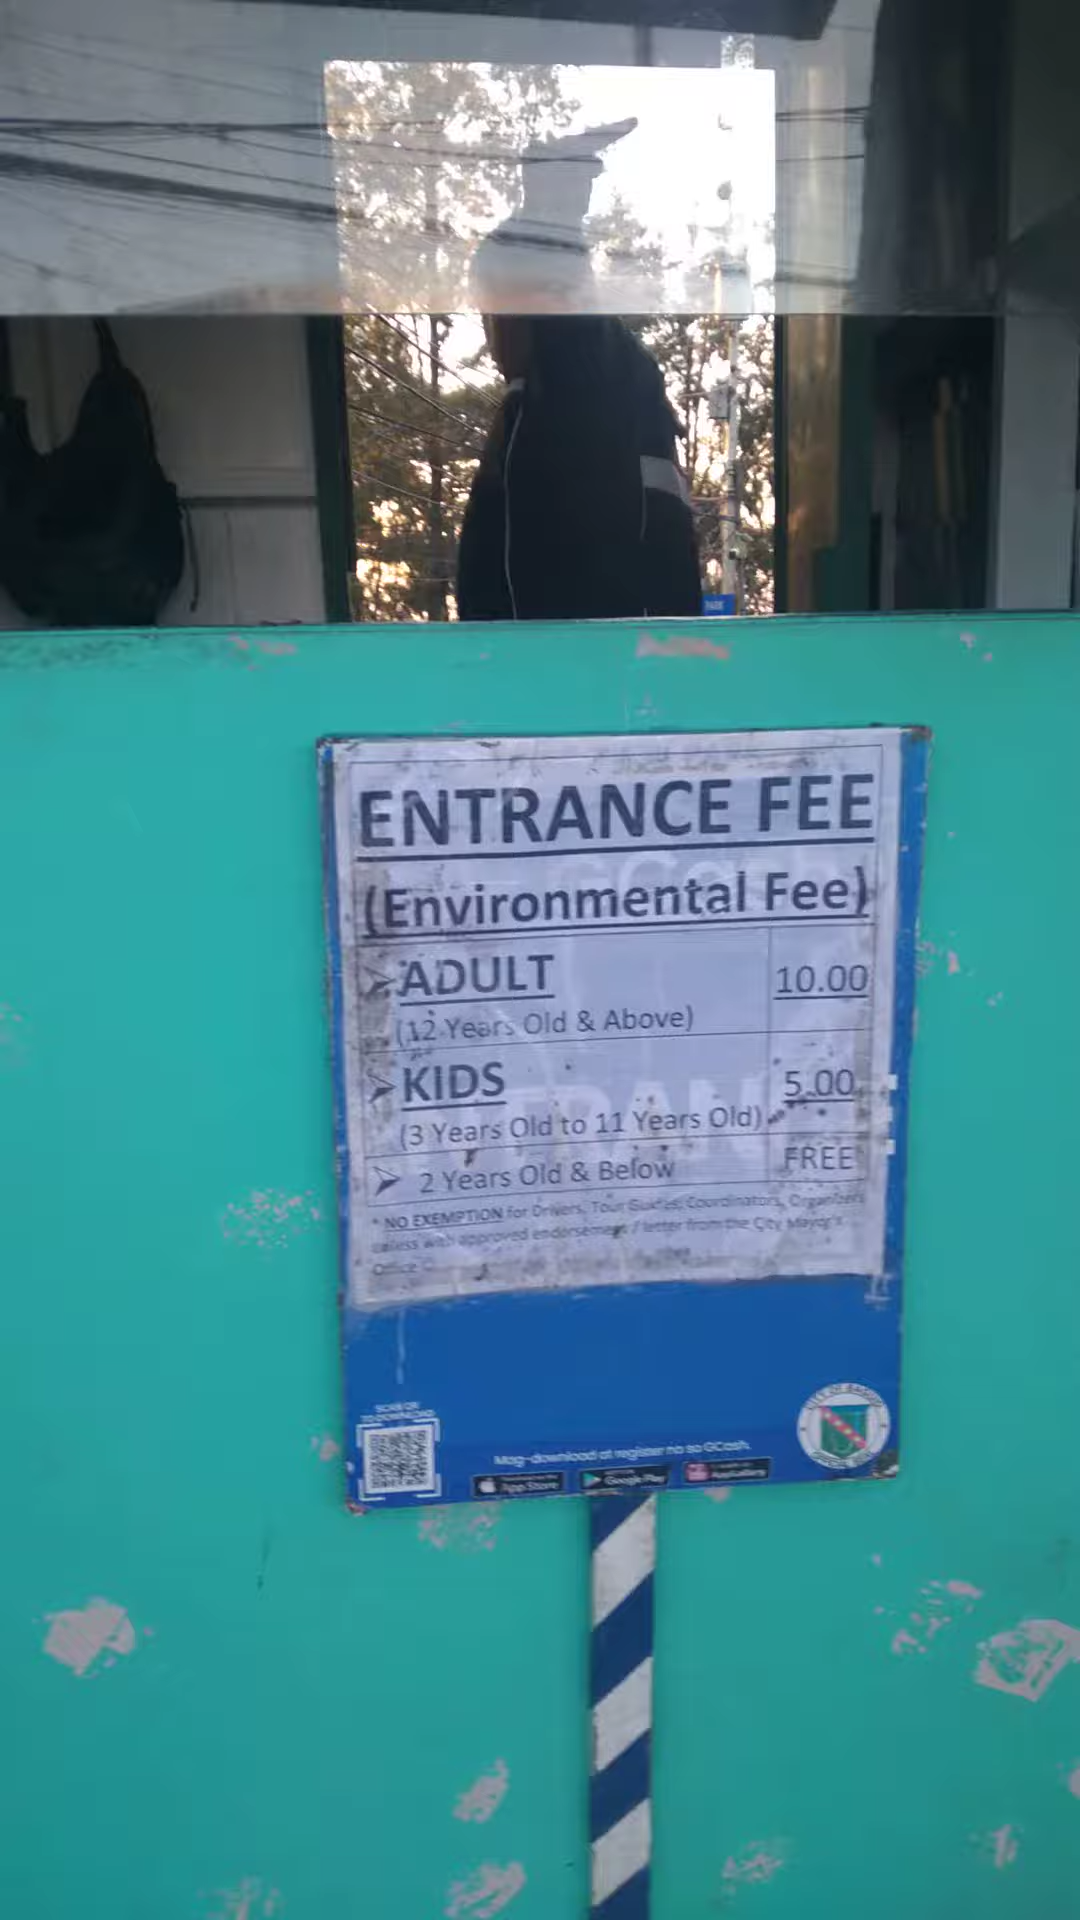 PARK
ENTRANCE FEE
(Environmental Fee)
➢ ADULT 10.00
(12 Years Old & Above)
➢ KIDS 5.00
(3 Years Old to 11 Years Old)
➢ 2 Years Old & Below FREE
* NO EXEMPTION for Drivers, Tour Guides, Coordinators, Organizers
unless with approved endorsement / letter from the City Mayor's
Office
Mag-download at register na sa GCash.
App Store Google Play AppGallery